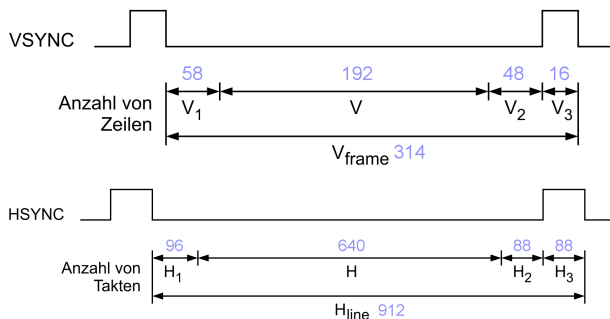 VSYNC
58 192 48 16
Anzahl von
Zeilen
V1 V V2 V3
Vframe 314
HSYNC
96 640 88 88
Anzahl von
Takten
H1 H H2 H3
Hline 912